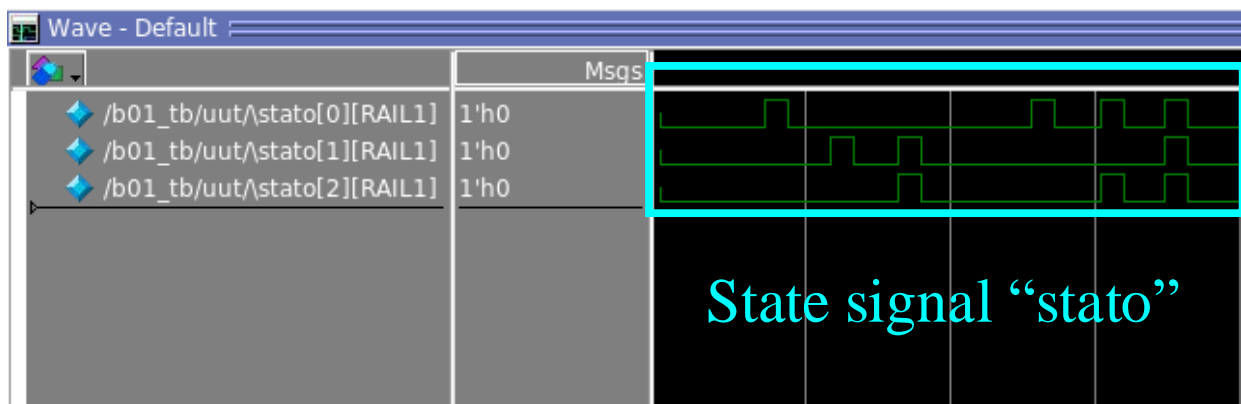 Wave - Default
Msgs
/b01_tb/uut/\stato[0][RAIL1] 1'h0
/b01_tb/uut/\stato[1][RAIL1] 1'h0
/b01_tb/uut/\stato[2][RAIL1] 1'h0
State signal “stato”